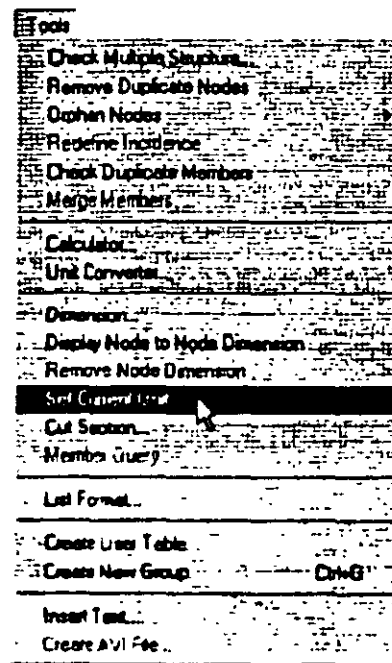 Tools
Check Multiple Structure...
Remove Duplicate Nodes
Orphan Nodes
Redefine Incidence
Check Duplicate Members
Merge Members...
Calculator...
Unit Converter...
Dimension...
Display Node to Node Dimension
Remove Node Dimension
Set Current Unit
Cut Section...
Member Query
List Format...
Create User Table
Create New Group Ctrl+G
Insert Text...
Create AVI File...